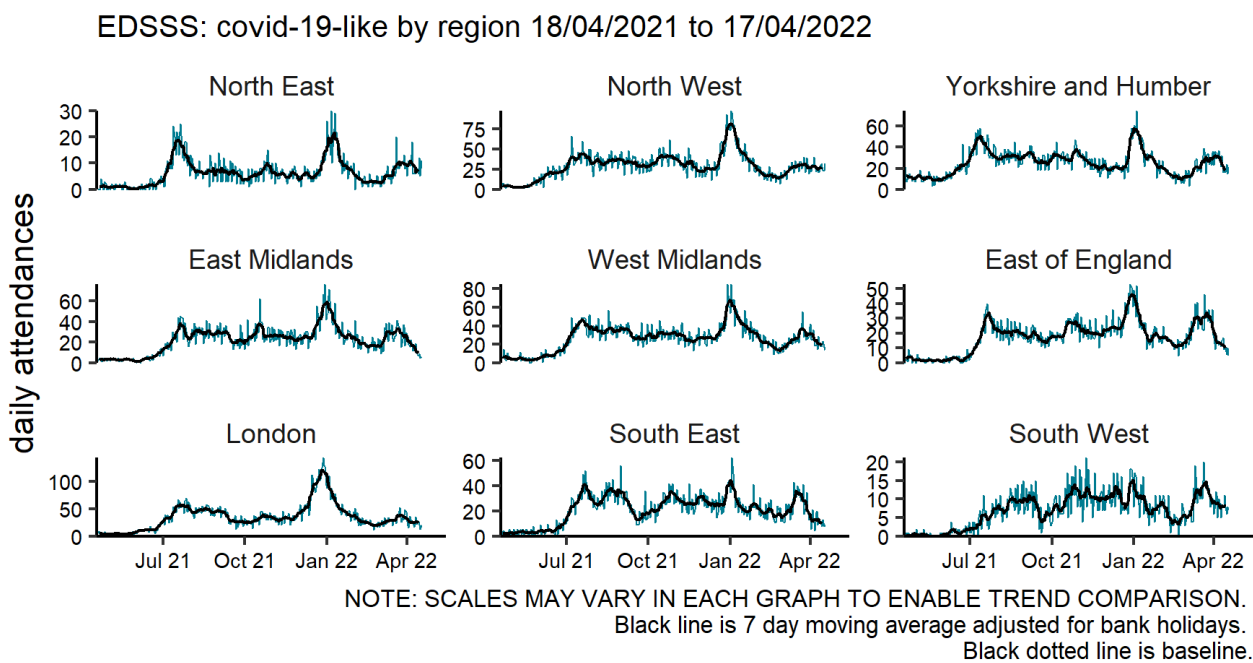 EDSSS: covid-19-like by region 18/04/2021 to 17/04/2022
daily attendances
North East
30
20
10
0
North West
75
50
25
0
Yorkshire and Humber
60
40
20
0
East Midlands
60
40
20
0
West Midlands
80
60
40
20
0
East of England
50
40
30
20
10
0
London
100
50
0
Jul 21 Oct 21 Jan 22 Apr 22
South East
60
40
20
0
Jul 21 Oct 21 Jan 22 Apr 22
South West
20
15
10
5
0
Jul 21 Oct 21 Jan 22 Apr 22
NOTE: SCALES MAY VARY IN EACH GRAPH TO ENABLE TREND COMPARISON.
Black line is 7 day moving average adjusted for bank holidays.
Black dotted line is baseline.